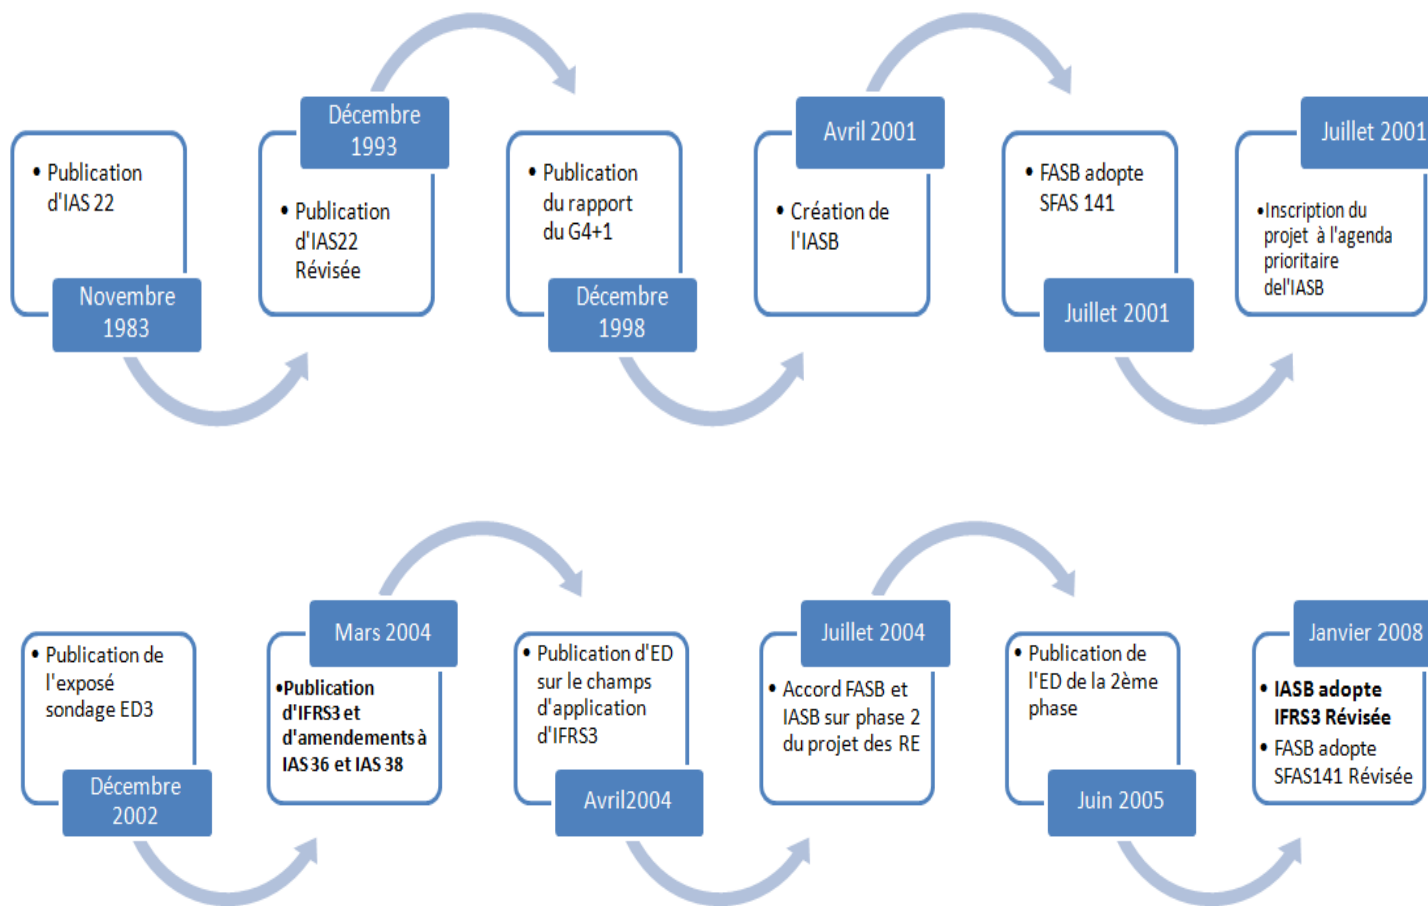 • Publication
d'IAS 22
Novembre
1983
Décembre
1993
• Publication
d'IAS22
Révisée
• Publication
du rapport
du G4+1
Décembre
1998
Avril 2001
• Création de
l'IASB
• FASB adopte
SFAS 141
Juillet 2001
Juillet 2001
•Inscription du
projet à l'agenda
prioritaire
del'IASB
• Publication de
l'exposé
sondage ED3
Décembre
2002
Mars 2004
•Publication
d'IFRS3 et
d'amendements à
IAS 36 et IAS 38
• Publication d'ED
sur le champs
d'application
d'IFRS3
Avril2004
Juillet 2004
• Accord FASB et
IASB sur phase 2
du projet des RE
• Publication de
l'ED de la 2ème
phase
Juin 2005
Janvier 2008
• IASB adopte
IFRS3 Révisée
• FASB adopte
SFAS141 Révisée